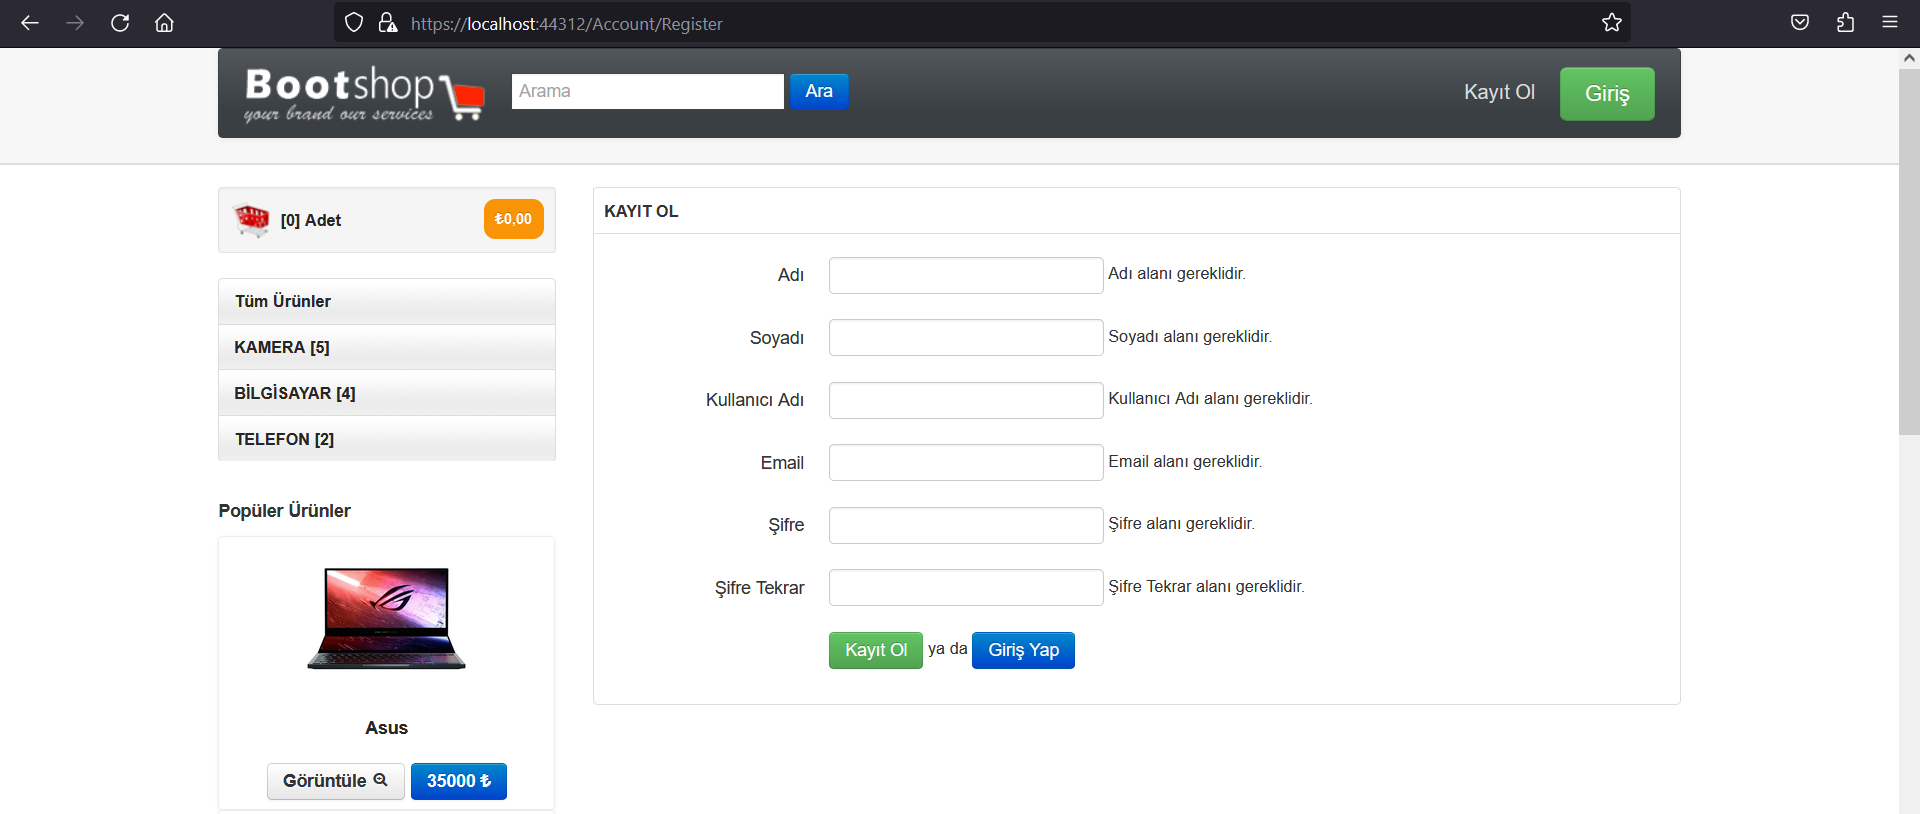 https://localhost:44312/Account/Register
Bootshop
your brand our services
Arama
Ara
Kayıt Ol
Giriş
[0] Adet
₺0,00
Tüm Ürünler
KAMERA [5]
BİLGİSAYAR [4]
TELEFON [2]
Popüler Ürünler
Asus
Görüntüle
35000 ₺
KAYIT OL
Adı
Adı alanı gereklidir.
Soyadı
Soyadı alanı gereklidir.
Kullanıcı Adı
Kullanıcı Adı alanı gereklidir.
Email
Email alanı gereklidir.
Şifre
Şifre alanı gereklidir.
Şifre Tekrar
Şifre Tekrar alanı gereklidir.
Kayıt Ol ya da Giriş Yap